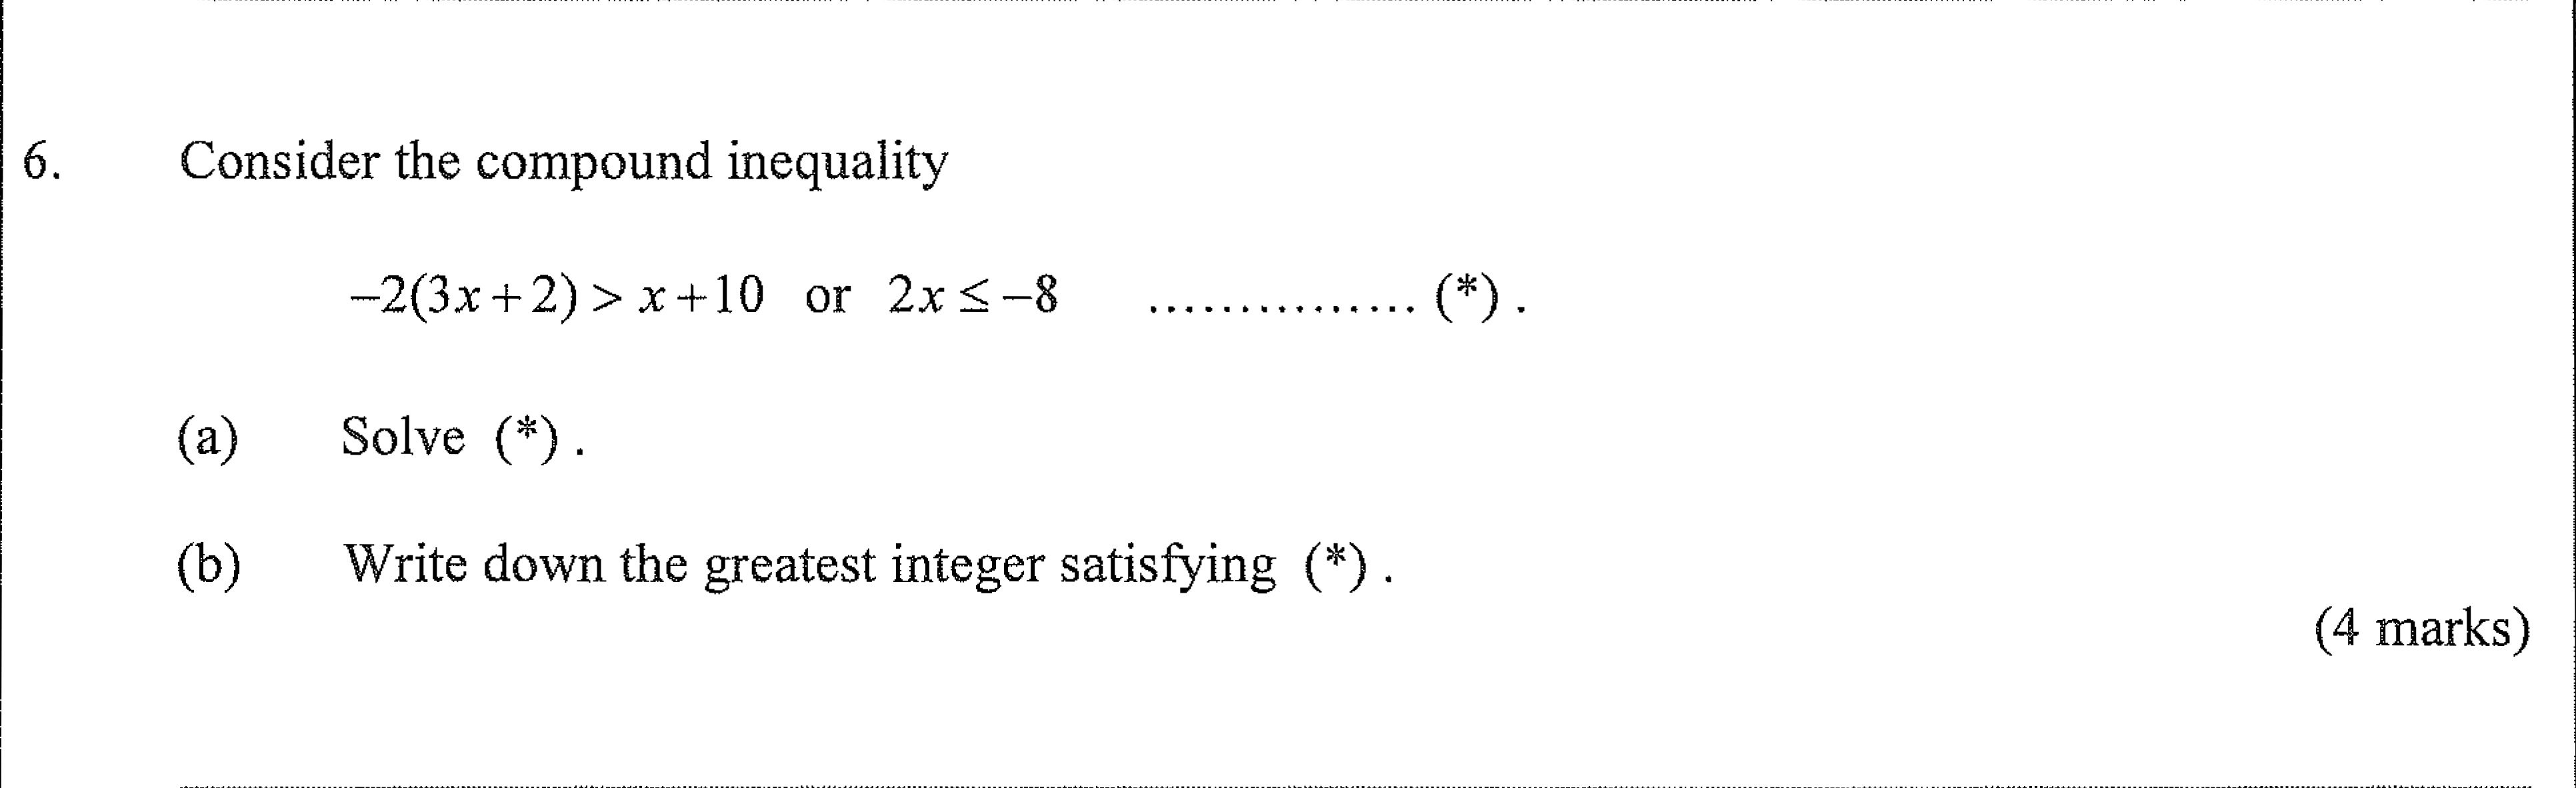 6. Consider the compound inequality
−2(3x+2) > x+10 or 2x ≤ −8 ............... (*) .
(a) Solve (*) .
(b) Write down the greatest integer satisfying (*) .
(4 marks)